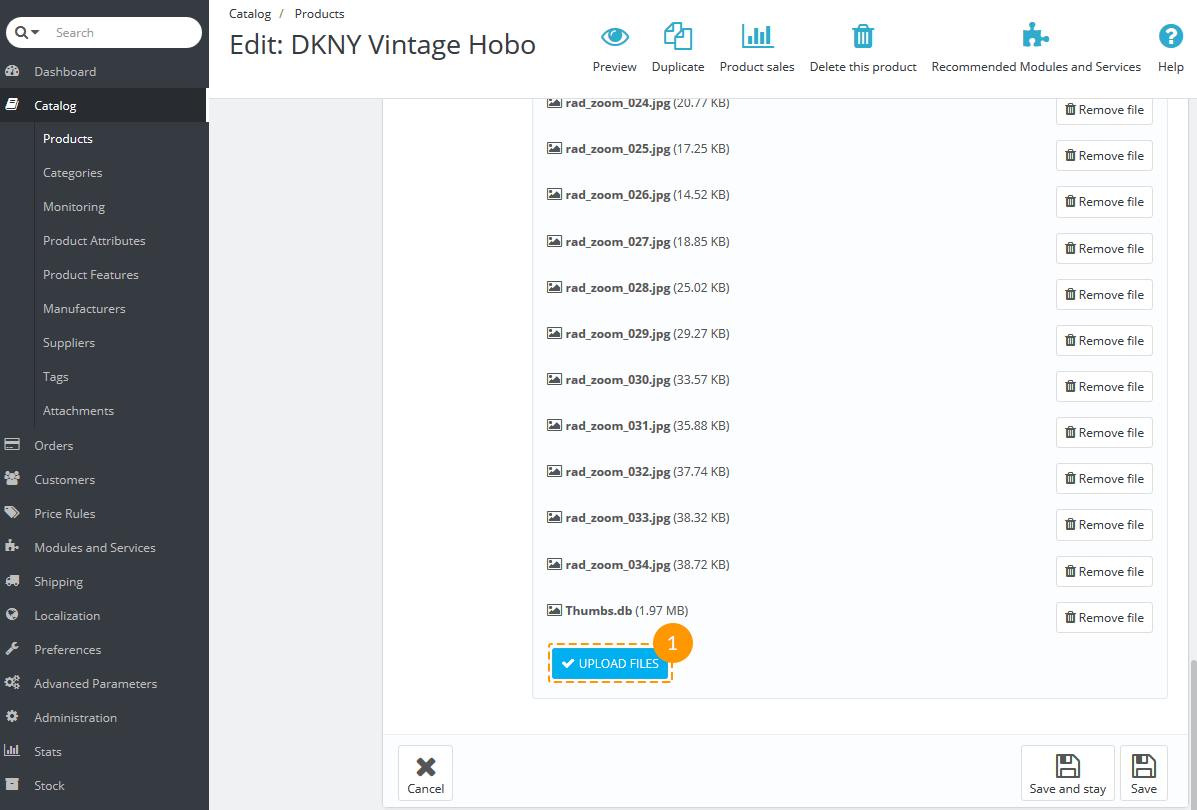 Search
Dashboard
Catalog
Products
Categories
Monitoring
Product Attributes
Product Features
Manufacturers
Suppliers
Tags
Attachments
Orders
Customers
Price Rules
Modules and Services
Shipping
Localization
Preferences
Advanced Parameters
Administration
Stats
Stock
Catalog / Products
Edit: DKNY Vintage Hobo
Preview
Duplicate
Product sales
Delete this product
Recommended Modules and Services
? Help
rad_zoom_024.jpg (20.77 KB) Remove file
rad_zoom_025.jpg (17.25 KB) Remove file
rad_zoom_026.jpg (14.52 KB) Remove file
rad_zoom_027.jpg (18.85 KB) Remove file
rad_zoom_028.jpg (25.02 KB) Remove file
rad_zoom_029.jpg (29.27 KB) Remove file
rad_zoom_030.jpg (33.57 KB) Remove file
rad_zoom_031.jpg (35.88 KB) Remove file
rad_zoom_032.jpg (37.74 KB) Remove file
rad_zoom_033.jpg (38.32 KB) Remove file
rad_zoom_034.jpg (38.72 KB) Remove file
Thumbs.db (1.97 MB) Remove file
1
UPLOAD FILES
Cancel
Save and stay
Save